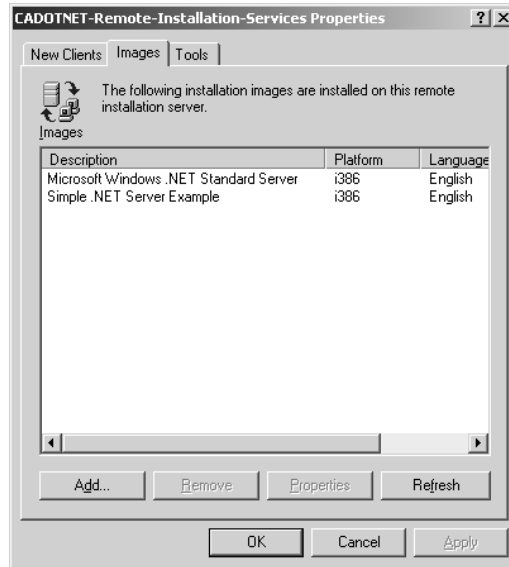 CADOTNET-Remote-Installation-Services Properties
New Clients Images Tools
The following installation images are installed on this remote
installation server.
Images
Description Platform Language
Microsoft Windows .NET Standard Server i386 English
Simple .NET Server Example i386 English
Add... Remove Properties Refresh
OK Cancel Apply